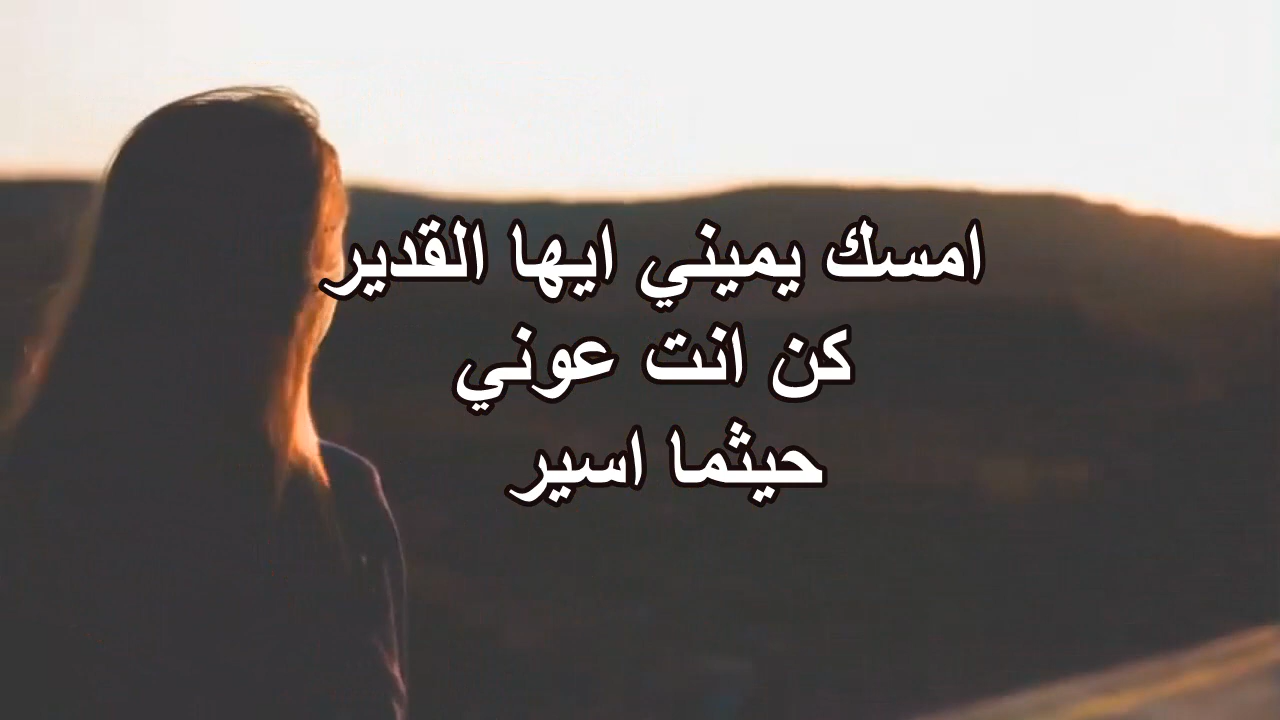 امسك يميني ايها القدير
كن انت عوني
حيثما اسير